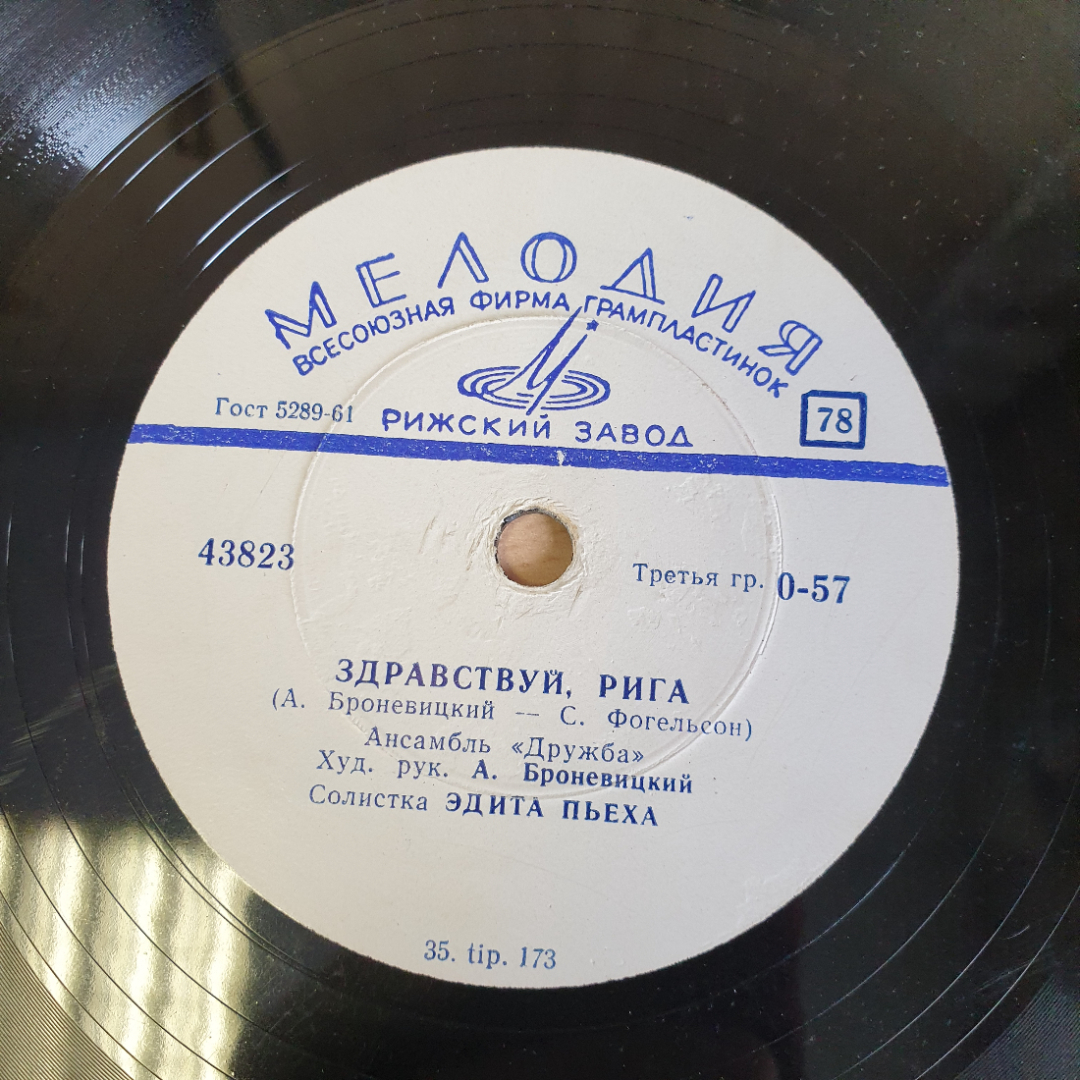 МЕЛОДИЯ
ВСЕСОЮЗНАЯ ФИРМА ГРАМПЛАСТИНОК
Гост 5289-61
РИЖСКИЙ ЗАВОД
78
43823
Третья гр. 0-57
ЗДРАВСТВУЙ, РИГА
(А. Броневицкий — С. Фогельсон)
Ансамбль «Дружба»
Худ. рук. А. Броневицкий
Солистка ЭДИТА ПЬЕХА
35. tip. 173